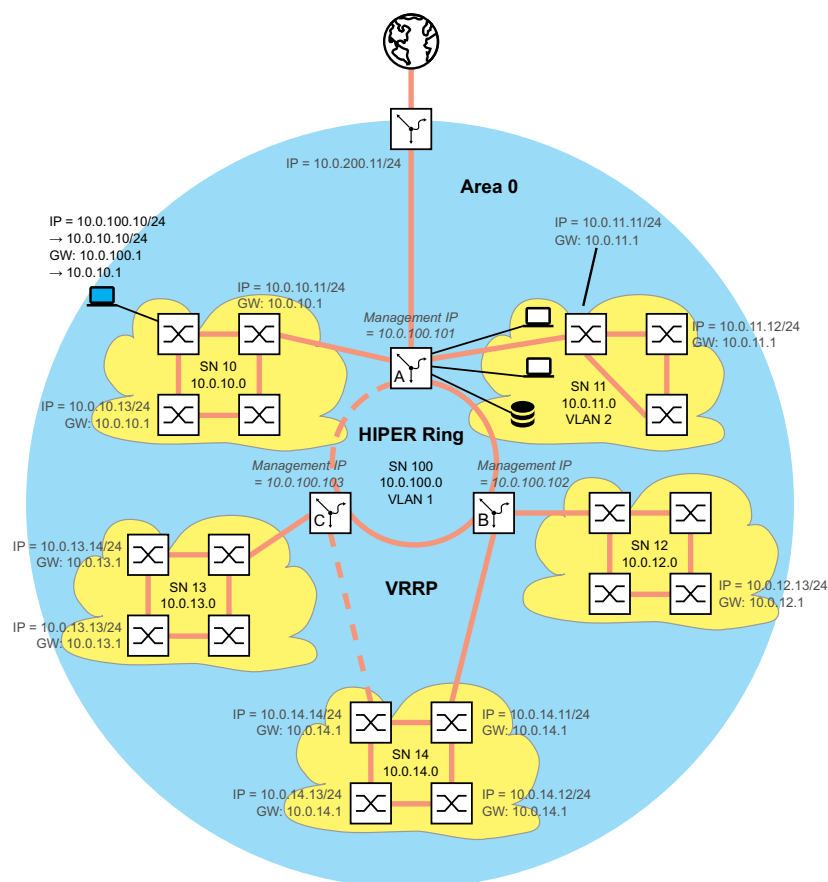 IP = 10.0.200.11/24
Area 0
IP = 10.0.100.10/24
→ 10.0.10.10/24
GW: 10.0.100.1
→ 10.0.10.1
IP = 10.0.11.11/24
GW: 10.0.11.1
IP = 10.0.10.11/24
GW: 10.0.10.1
Management IP
= 10.0.100.101
IP = 10.0.11.12/24
GW: 10.0.11.1
SN 10
10.0.10.0
A
SN 11
10.0.11.0
VLAN 2
IP = 10.0.10.13/24
GW: 10.0.10.1
HIPER Ring
Management IP
= 10.0.100.103
SN 100
10.0.100.0
VLAN 1
Management IP
= 10.0.100.102
C
B
IP = 10.0.13.14/24
GW: 10.0.13.1
SN 13
10.0.13.0
SN 12
10.0.12.0
VRRP
IP = 10.0.12.13/24
GW: 10.0.12.1
IP = 10.0.13.13/24
GW: 10.0.13.1
IP = 10.0.14.14/24
GW: 10.0.14.1
IP = 10.0.14.11/24
GW: 10.0.14.1
SN 14
10.0.14.0
IP = 10.0.14.13/24
GW: 10.0.14.1
IP = 10.0.14.12/24
GW: 10.0.14.1